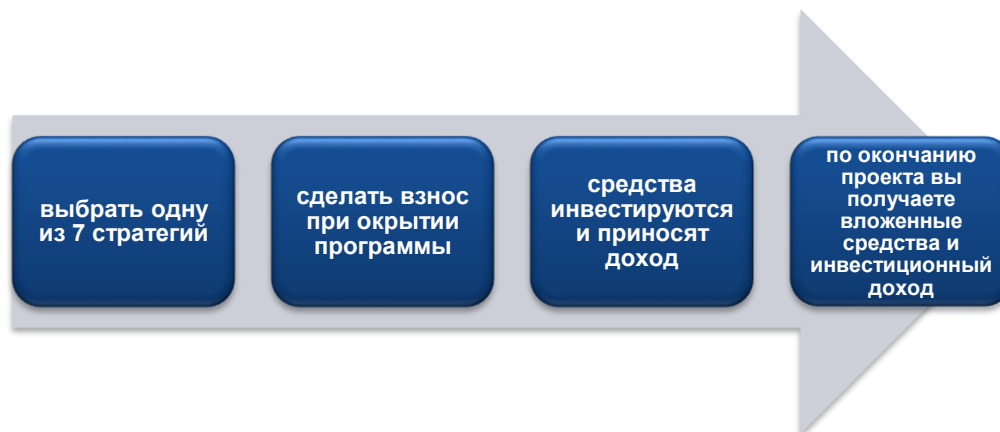 выбрать одну
из 7 стратегий
сделать взнос
при окрытии
программы
средства
инвестируются
и приносят
доход
по окончанию
проекта вы
получаете
вложенные
средства и
инвестиционный
доход